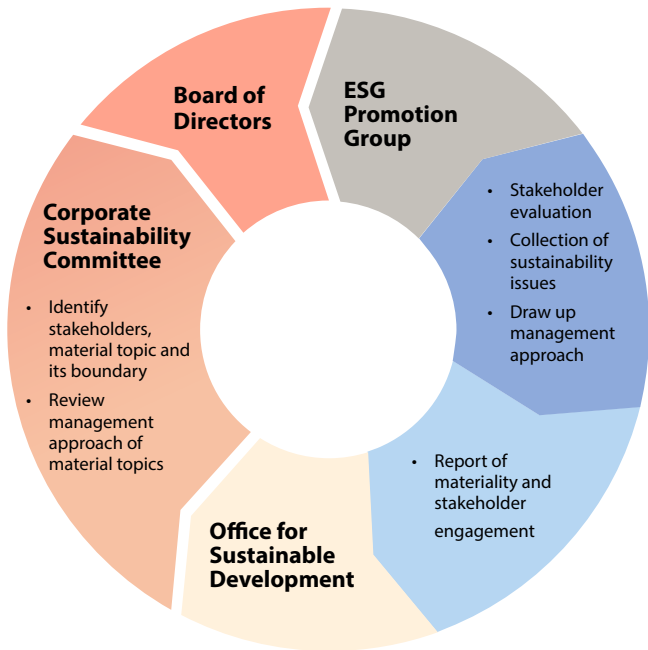 Board of
Directors
ESG
Promotion
Group
• Stakeholder
evaluation
• Collection of
sustainability
issues
• Draw up
management
approach
• Report of
materiality and
stakeholder
engagement
Office for
Sustainable
Development
Corporate
Sustainability
Committee
• Identify
stakeholders,
material topic and
its boundary
• Review
management
approach of
material topics